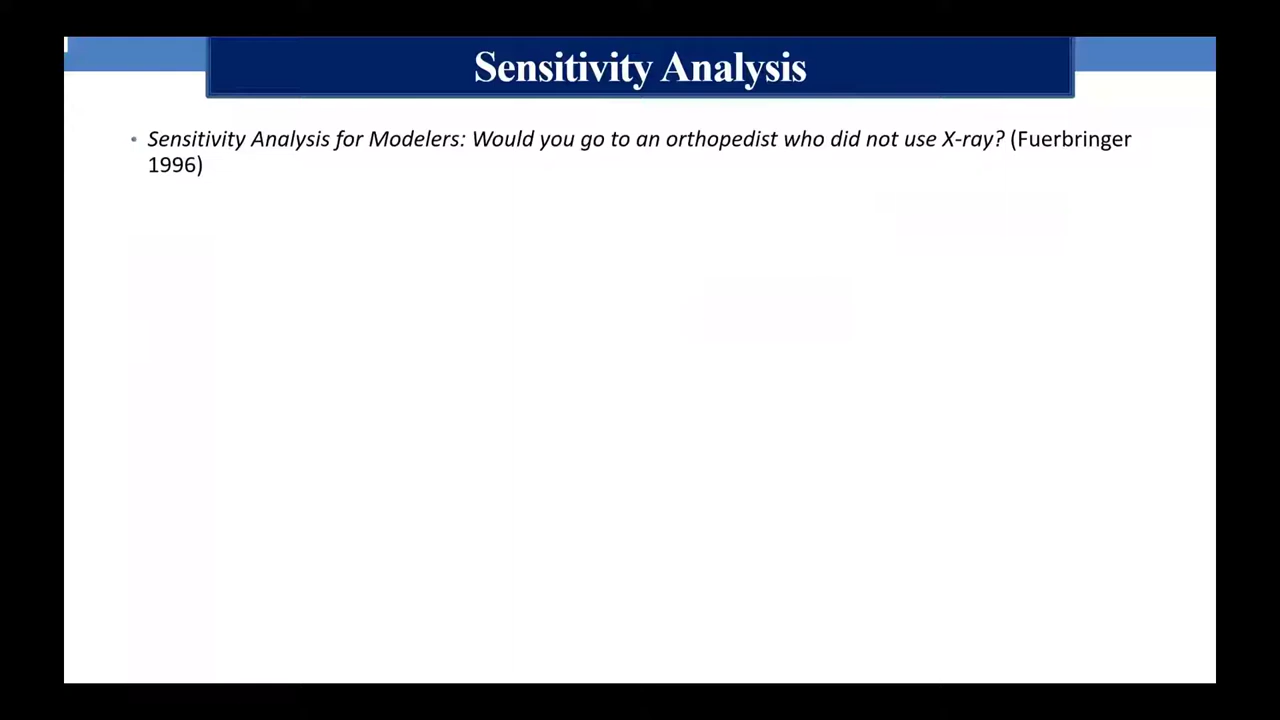 Sensitivity Analysis
• Sensitivity Analysis for Modelers: Would you go to an orthopedist who did not use X-ray? (Fuerbringer
1996)